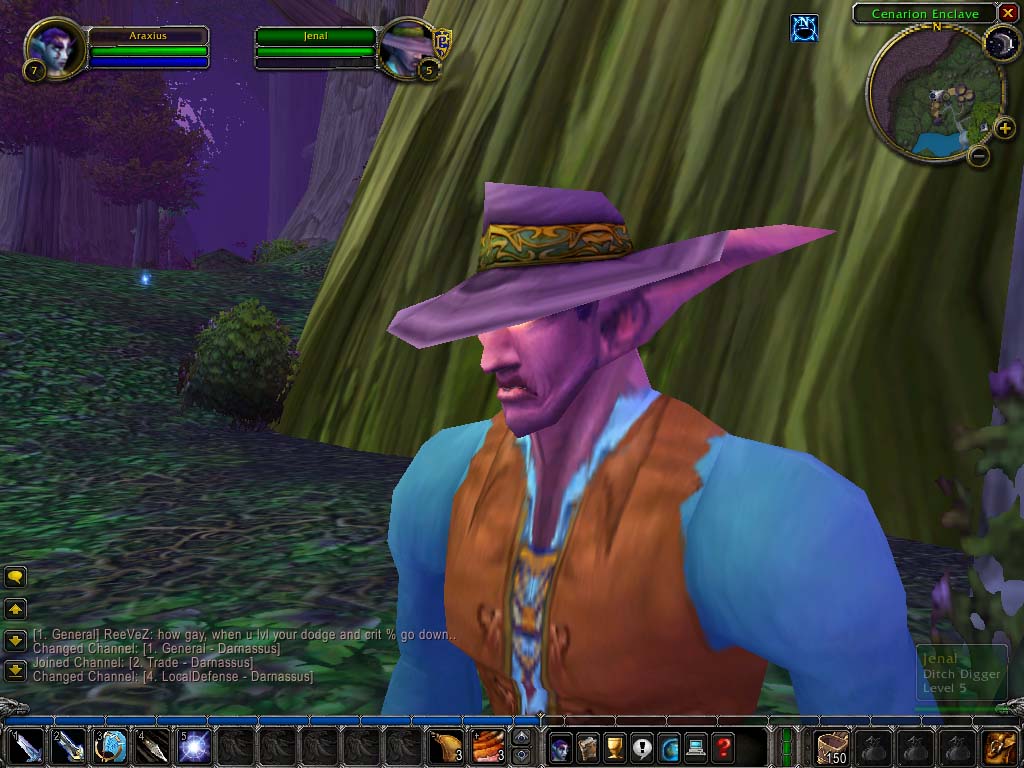 Araxius
7
Jenal
5
Cenarion Enclave
N
[1. General] ReeVeZ: how gay, when u lvl your dodge and crit % go down..
Changed Channel: [1. General - Darnassus]
Joined Channel: [2. Trade - Darnassus]
Changed Channel: [4. LocalDefense - Darnassus]
Jenal
Ditch Digger
Level 5
1
2
3
4
5
3
3
150